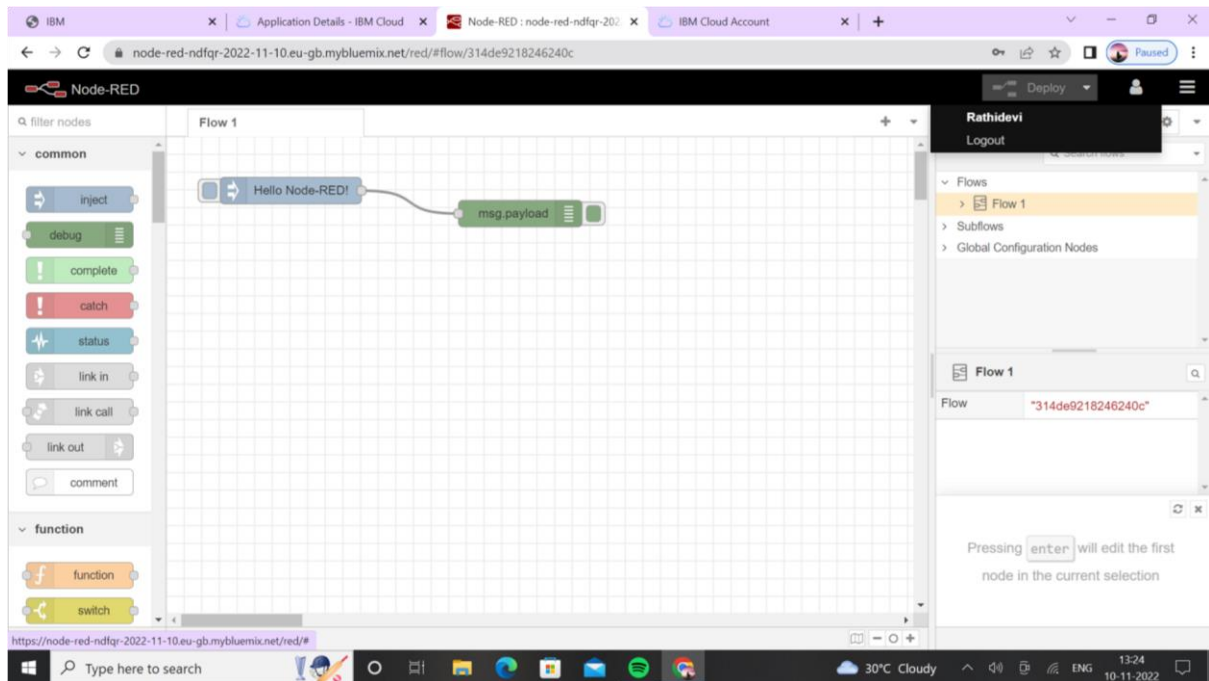 IBM
Application Details - IBM Cloud
Node-RED : node-red-ndfqr-202
IBM Cloud Account
node-red-ndfqr-2022-11-10.eu-gb.mybluemix.net/red/#flow/314de9218246240c
Paused
Node-RED
Deploy
filter nodes
Flow 1
Rathidevi
Logout
Search flows
common
inject
debug
complete
catch
status
link in
link call
link out
comment
function
function
switch
Hello Node-RED!
msg.payload
Flows
Flow 1
Subflows
Global Configuration Nodes
Flow 1
Flow "314de9218246240c"
Pressing enter will edit the first
node in the current selection
https://node-red-ndfqr-2022-11-10.eu-gb.mybluemix.net/red/#
Type here to search
30°C Cloudy
ENG
13:24
10-11-2022